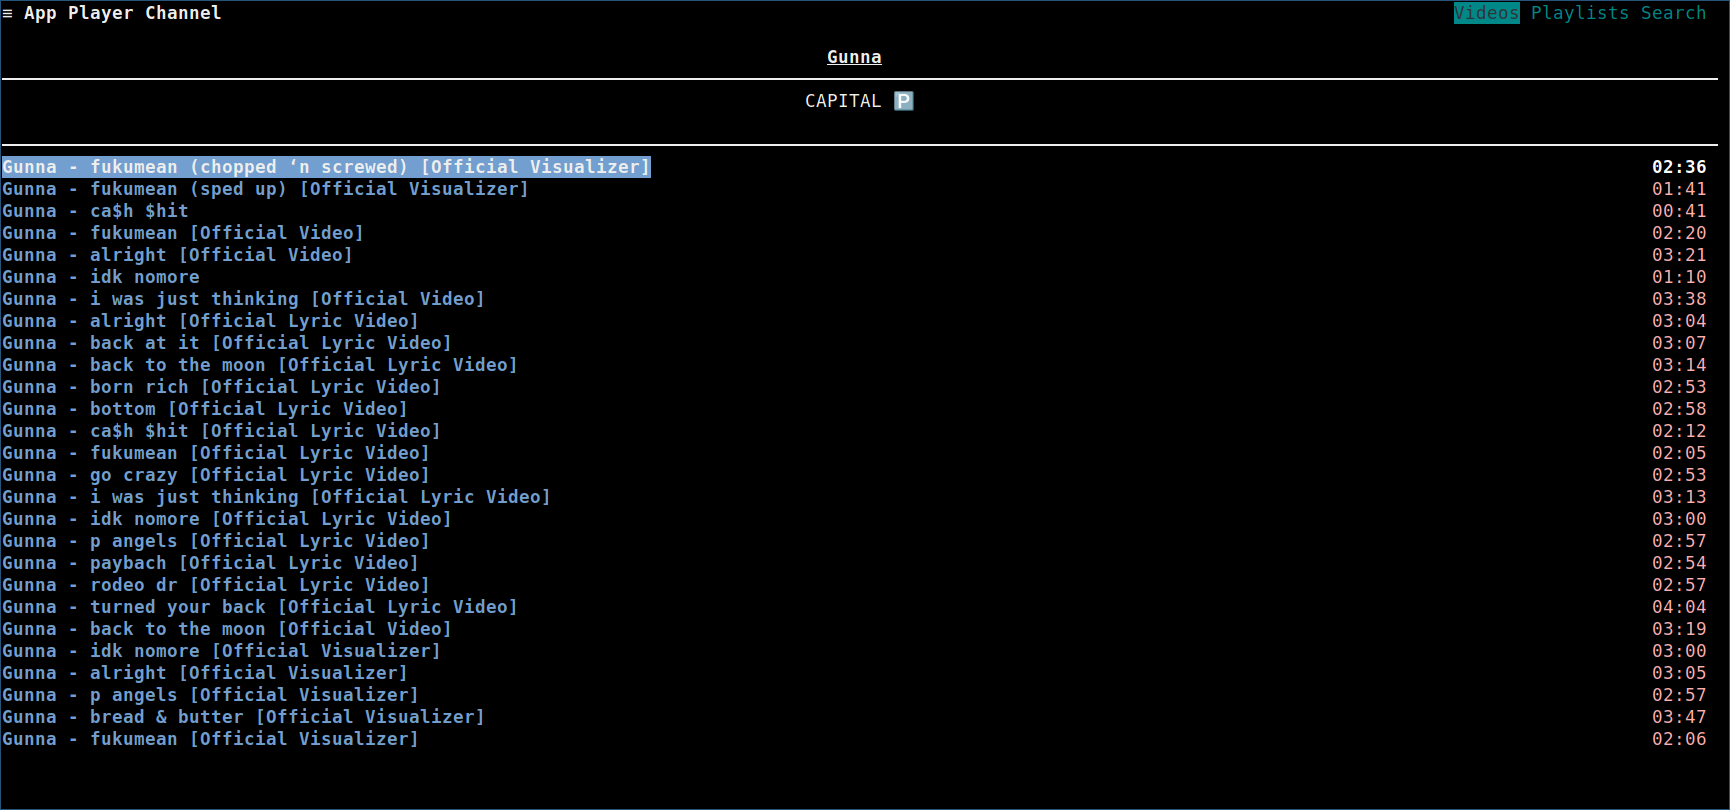 ≡ App Player Channel Videos Playlists Search
Gunna
CAPITAL 🅿️
Gunna - fukumean (chopped ‘n screwed) [Official Visualizer] 02:36
Gunna - fukumean (sped up) [Official Visualizer] 01:41
Gunna - ca$h $hit 00:41
Gunna - fukumean [Official Video] 02:20
Gunna - alright [Official Video] 03:21
Gunna - idk nomore 01:10
Gunna - i was just thinking [Official Video] 03:38
Gunna - alright [Official Lyric Video] 03:04
Gunna - back at it [Official Lyric Video] 03:07
Gunna - back to the moon [Official Lyric Video] 03:14
Gunna - born rich [Official Lyric Video] 02:53
Gunna - bottom [Official Lyric Video] 02:58
Gunna - ca$h $hit [Official Lyric Video] 02:12
Gunna - fukumean [Official Lyric Video] 02:05
Gunna - go crazy [Official Lyric Video] 02:53
Gunna - i was just thinking [Official Lyric Video] 03:13
Gunna - idk nomore [Official Lyric Video] 03:00
Gunna - p angels [Official Lyric Video] 02:57
Gunna - paybach [Official Lyric Video] 02:54
Gunna - rodeo dr [Official Lyric Video] 02:57
Gunna - turned your back [Official Lyric Video] 04:04
Gunna - back to the moon [Official Video] 03:19
Gunna - idk nomore [Official Visualizer] 03:00
Gunna - alright [Official Visualizer] 03:05
Gunna - p angels [Official Visualizer] 02:57
Gunna - bread & butter [Official Visualizer] 03:47
Gunna - fukumean [Official Visualizer] 02:06